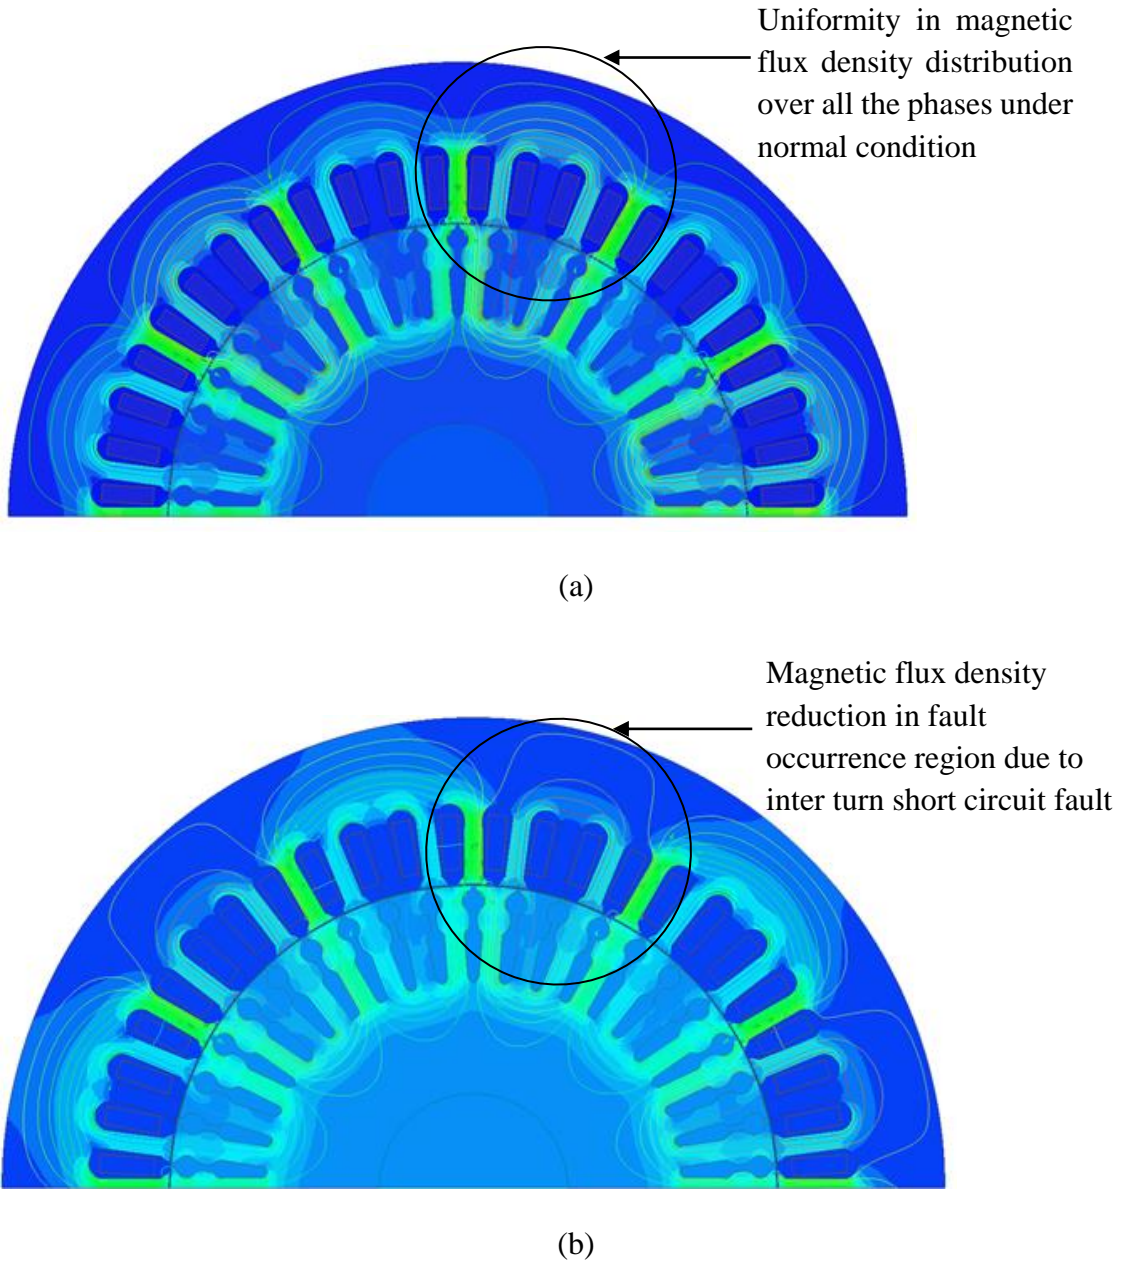 Uniformity in magnetic
flux density distribution
over all the phases under
normal condition
(a)
Magnetic flux density
reduction in fault
occurrence region due to
inter turn short circuit fault
(b)